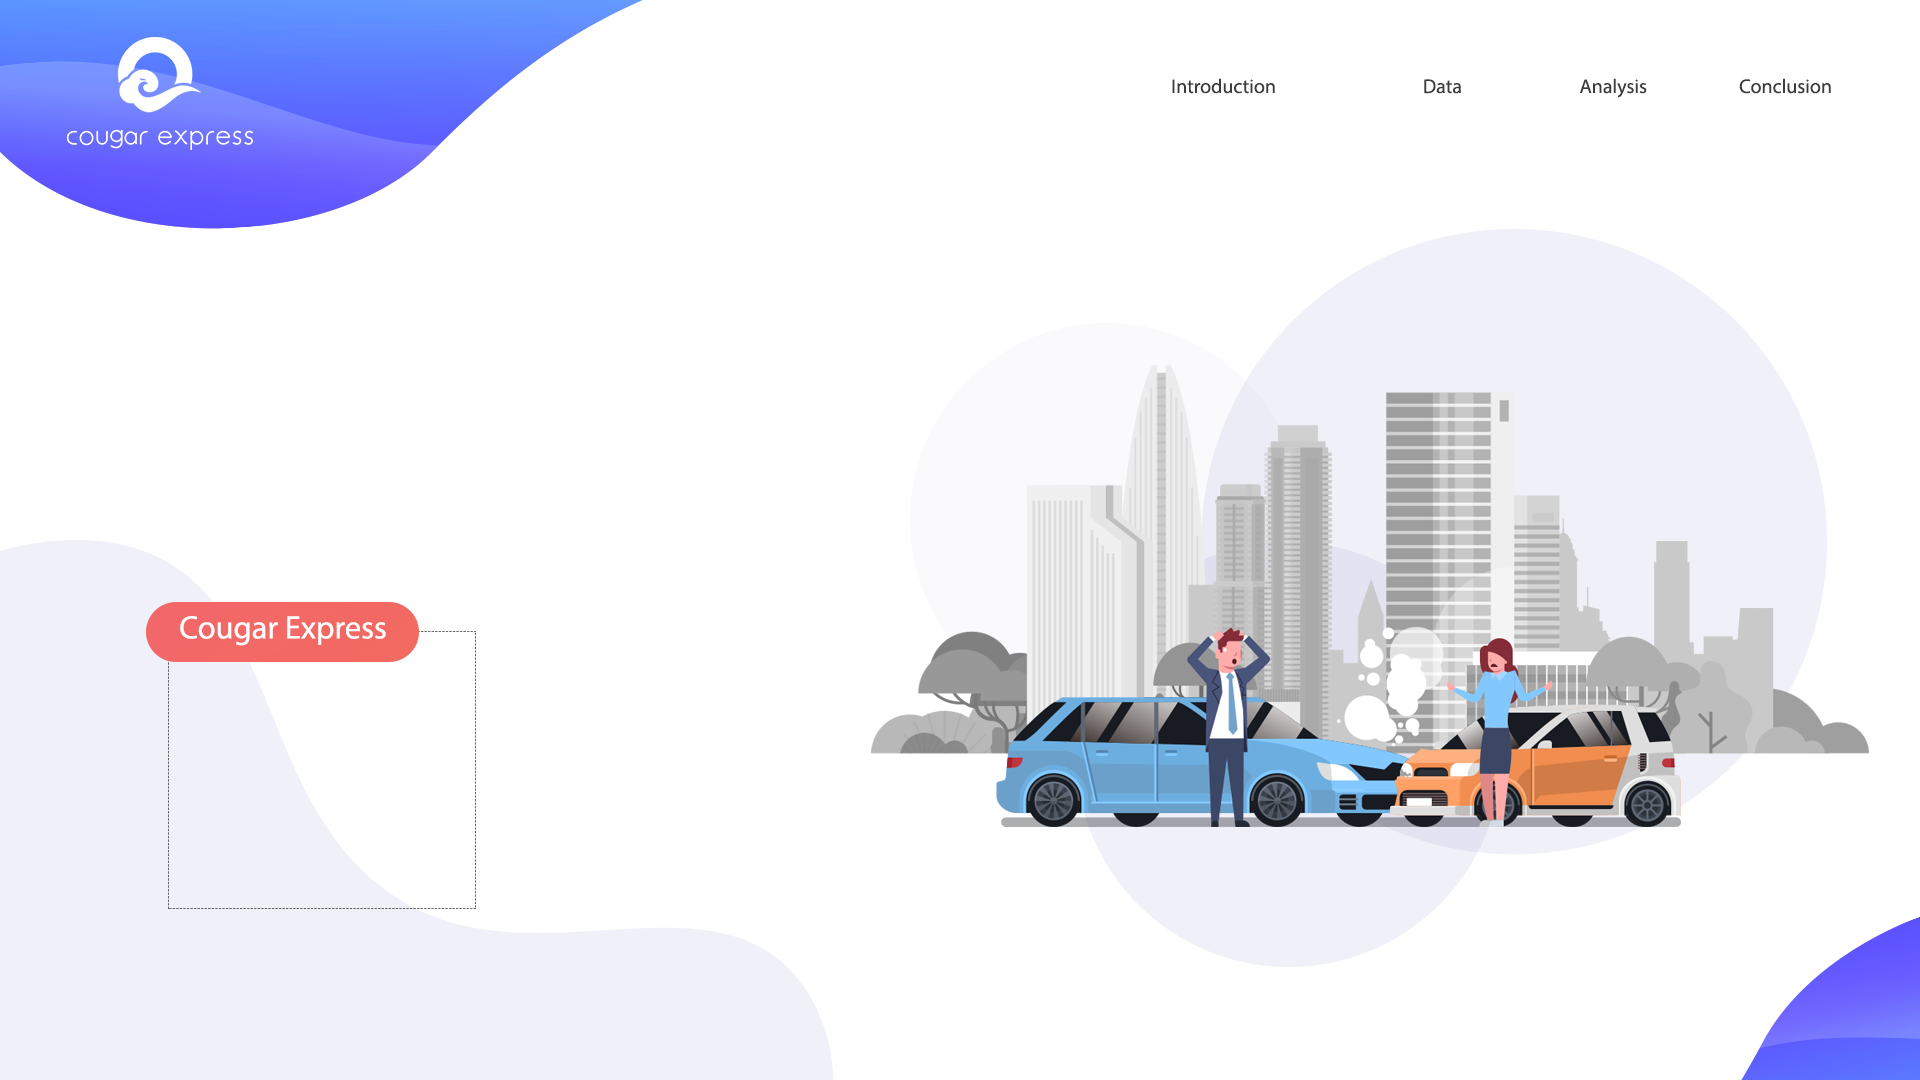 cougar express
Introduction
Data
Analysis
Conclusion
Cougar Express